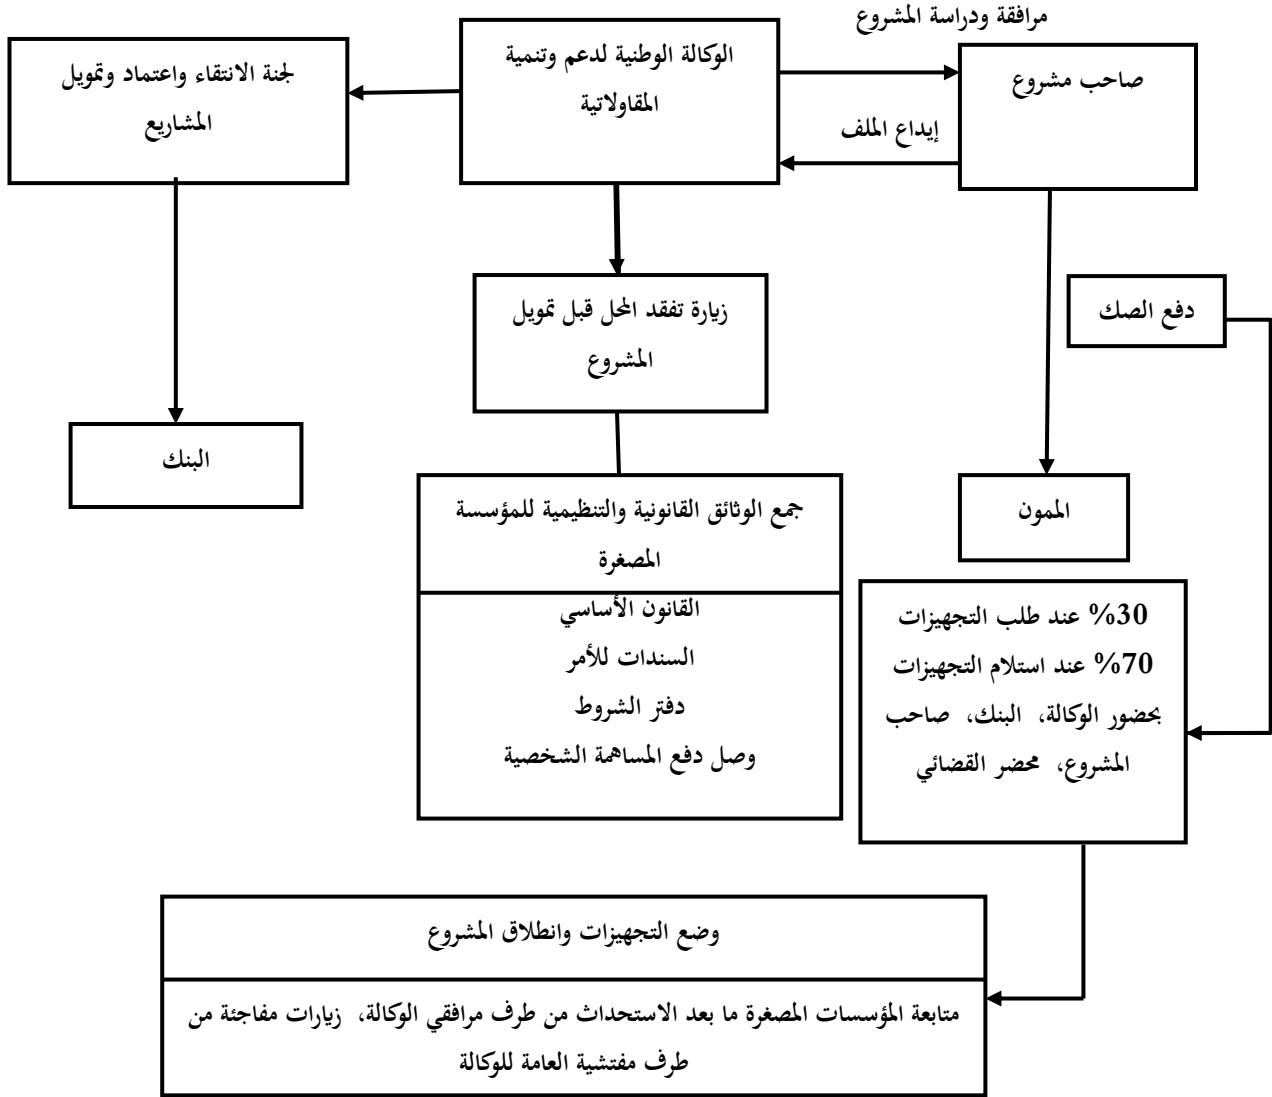 مرافقة ودراسة المشروع
صاحب مشروع
إيداع الملف
الوكالة الوطنية لدعم وتنمية
المقاولاتية
لجنة الانتقاء واعتماد وتمويل
المشاريع
دفع الصك
زيارة تفقد المحل قبل تمويل
المشروع
البنك
الممون
جمع الوثائق القانونية والتنظيمية للمؤسسة
المصغرة
القانون الأساسي
السندات للأمر
دفتر الشروط
وصل دفع المساهمة الشخصية
30% عند طلب التجهيزات
70% عند استلام التجهيزات
بحضور الوكالة، البنك، صاحب
المشروع، محضر القضائي
وضع التجهيزات وانطلاق المشروع
متابعة المؤسسات المصغرة ما بعد الاستحداث من طرف مرافقي الوكالة، زيارات مفاجئة من
طرف مفتشية العامة للوكالة